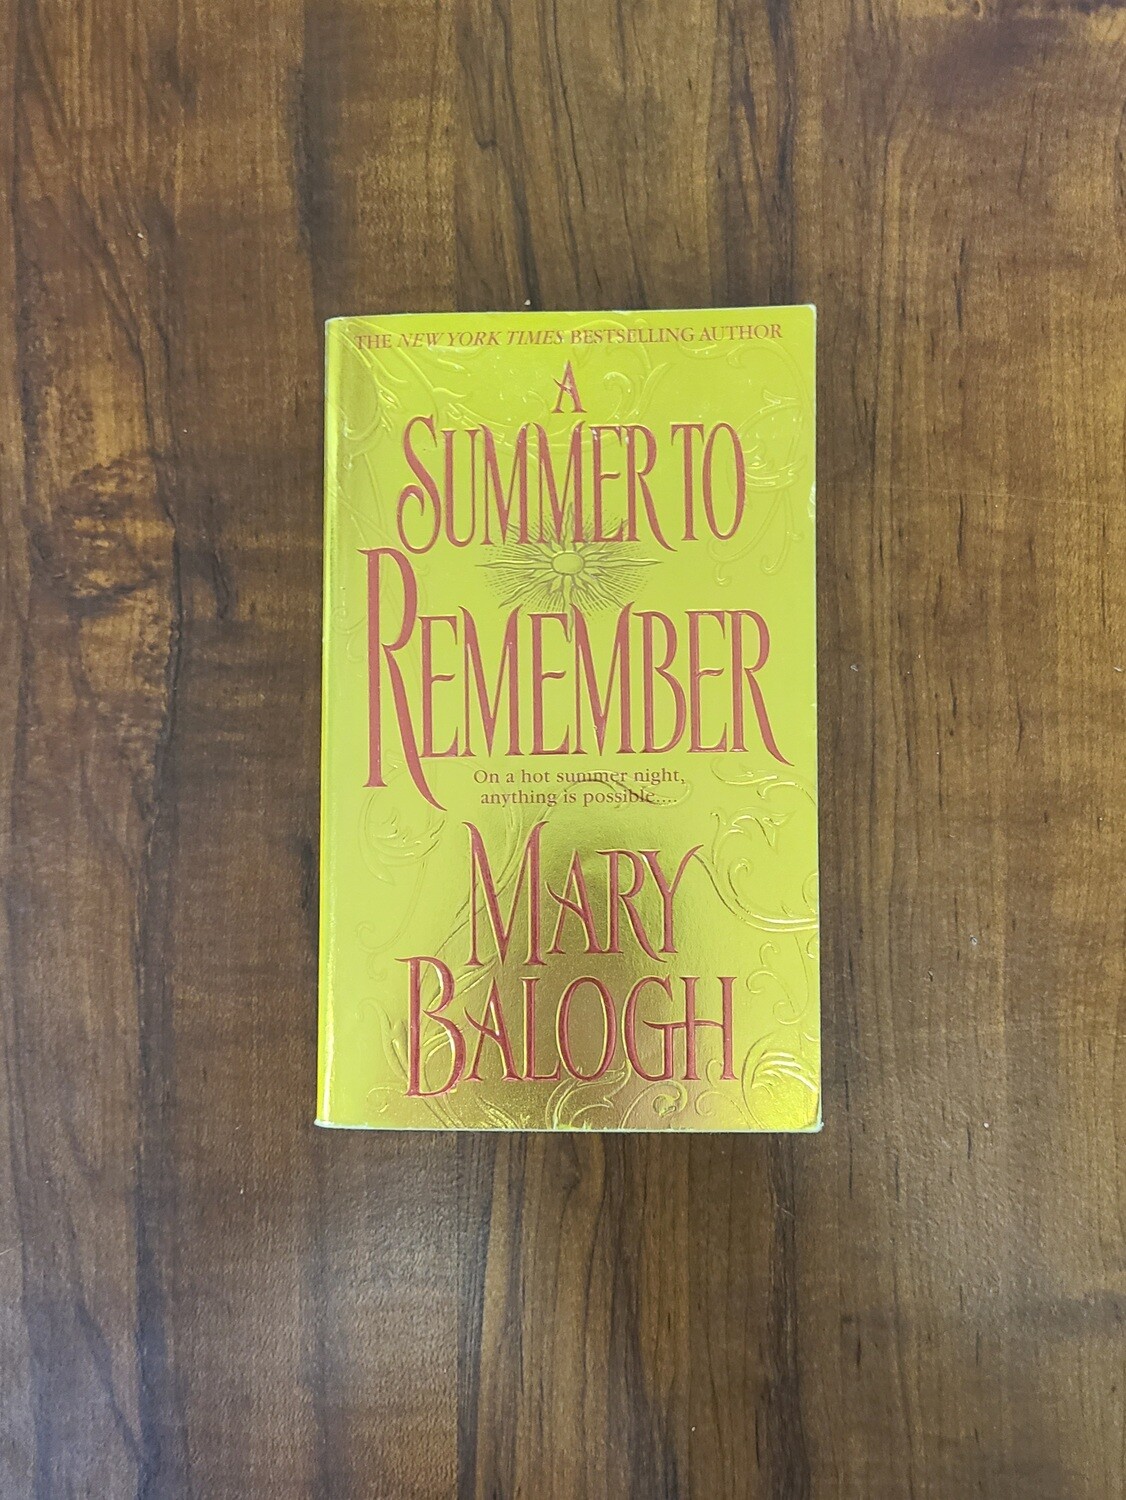 THE NEW YORK TIMES BESTSELLING AUTHOR
A
SUMMER TO
REMEMBER
On a hot summer night,
anything is possible....
MARY
BALOGH